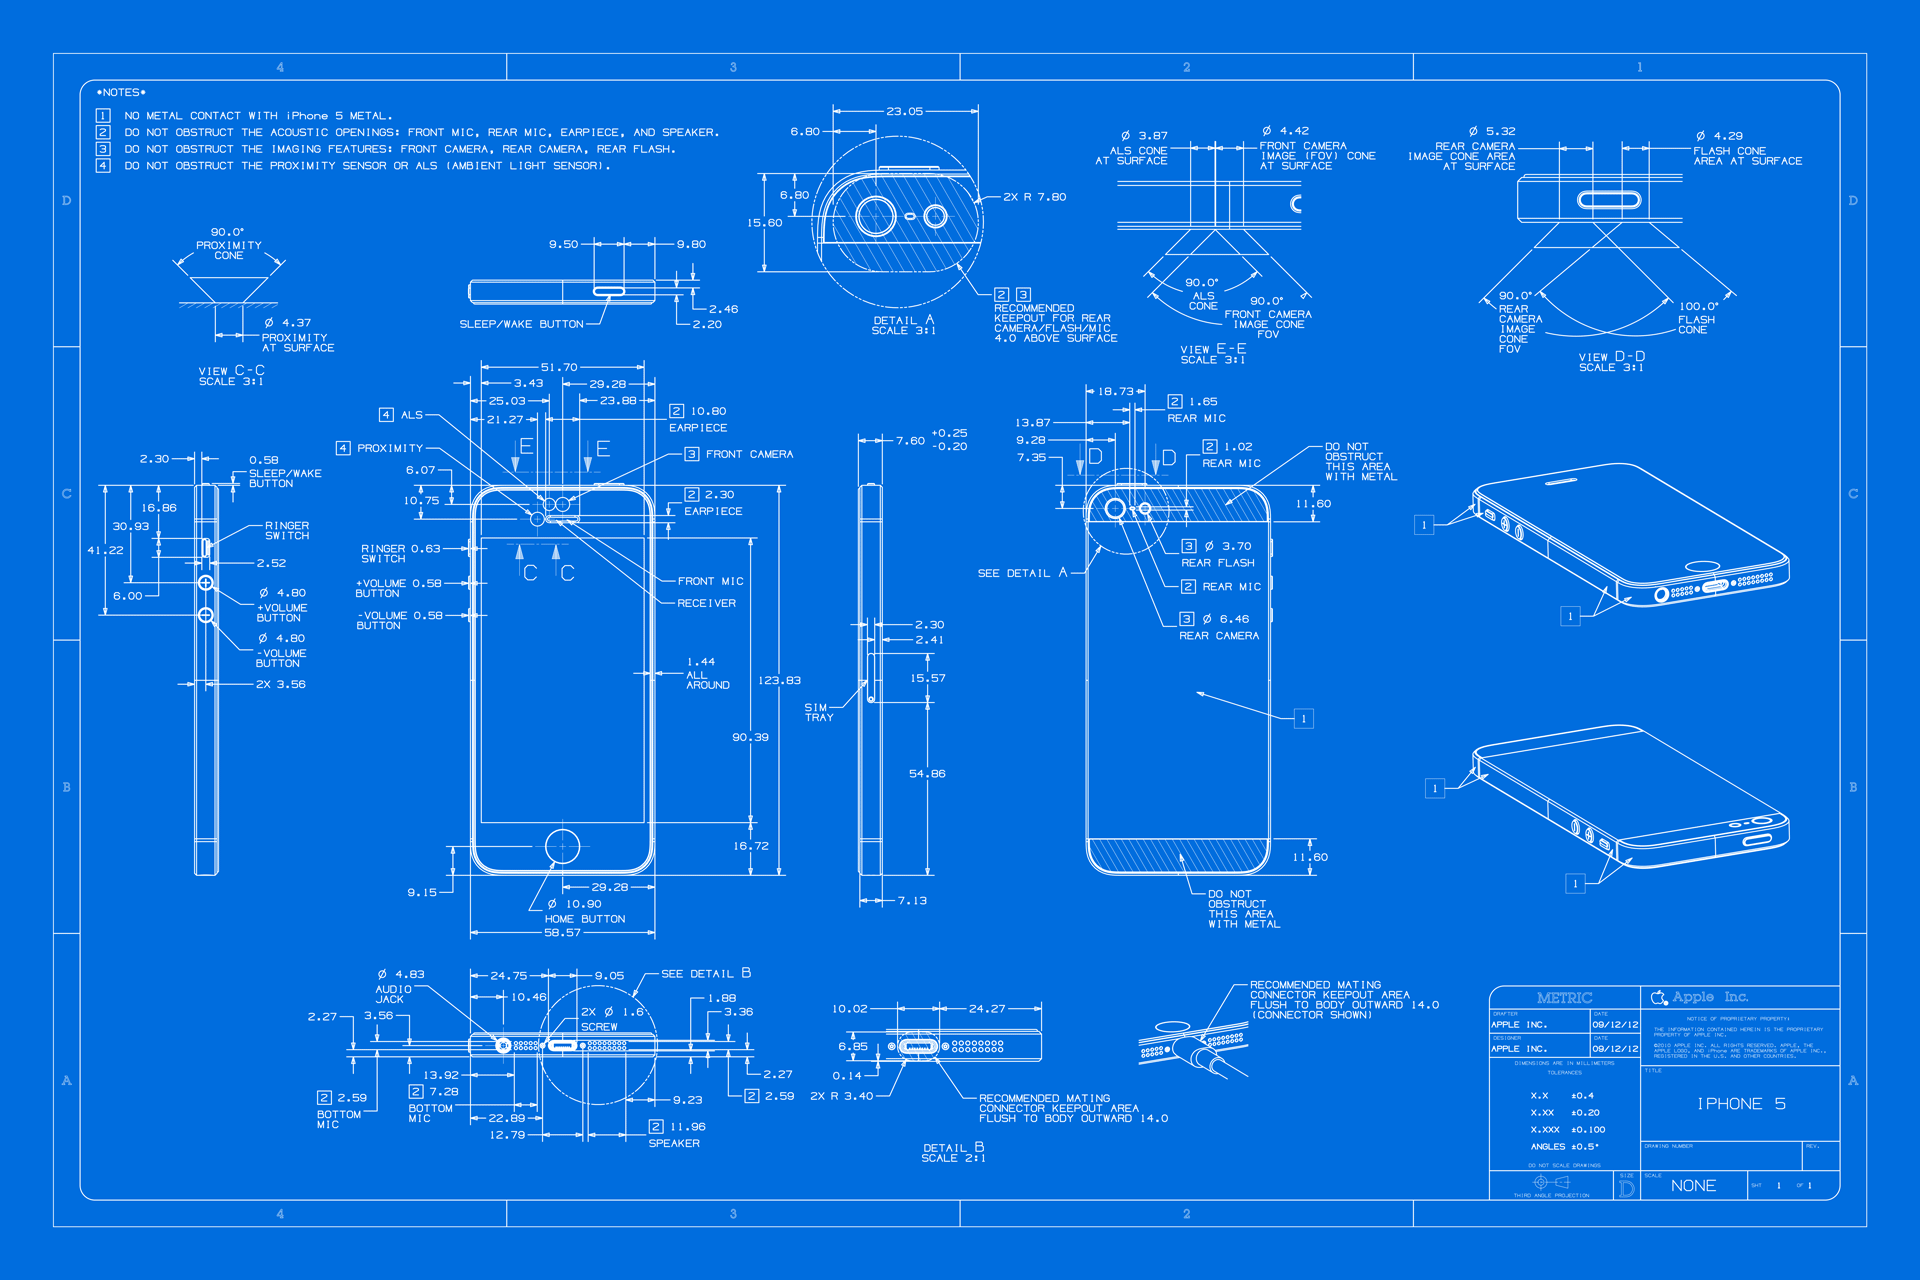 4
3
2
1
*NOTES*
1 NO METAL CONTACT WITH iPhone 5 METAL.
2 DO NOT OBSTRUCT THE ACOUSTIC OPENINGS: FRONT MIC, REAR MIC, EARPIECE, AND SPEAKER.
3 DO NOT OBSTRUCT THE IMAGING FEATURES: FRONT CAMERA, REAR CAMERA, REAR FLASH.
4 DO NOT OBSTRUCT THE PROXIMITY SENSOR OR ALS (AMBIENT LIGHT SENSOR).
D
D
90.0°
PROXIMITY
CONE
Ø 4.37
PROXIMITY
AT SURFACE
VIEW C-C
SCALE 3:1
9.50
9.80
2.46
2.20
SLEEP/WAKE BUTTON
23.05
6.80
6.80
15.60
2X R 7.80
2 3
RECOMMENDED
KEEPOUT FOR REAR
CAMERA/FLASH/MIC
4.0 ABOVE SURFACE
DETAIL A
SCALE 3:1
Ø 3.87
ALS CONE
AT SURFACE
Ø 4.42
FRONT CAMERA
IMAGE (FOV) CONE
AT SURFACE
90.0°
ALS
CONE
90.0°
FRONT CAMERA
IMAGE CONE
FOV
VIEW E-E
SCALE 3:1
Ø 5.32
REAR CAMERA
IMAGE CONE AREA
AT SURFACE
Ø 4.29
FLASH CONE
AREA AT SURFACE
90.0°
REAR
CAMERA
IMAGE
CONE
FOV
100.0°
FLASH
CONE
VIEW D-D
SCALE 3:1
C
C
2.30
0.58
SLEEP/WAKE
BUTTON
16.86
30.93
41.22
RINGER
SWITCH
2.52
6.00
Ø 4.80
+VOLUME
BUTTON
Ø 4.80
-VOLUME
BUTTON
2X 3.56
51.70
3.43
29.28
25.03
23.88
21.27
2 10.80
EARPIECE
4 ALS
4 PROXIMITY
E
E
3 FRONT CAMERA
6.07
10.75
2 2.30
EARPIECE
RINGER 0.63
SWITCH
C
C
+VOLUME 0.58
BUTTON
-VOLUME 0.58
BUTTON
FRONT MIC
RECEIVER
1.44
ALL
AROUND
123.83
90.39
16.72
9.15
29.28
Ø 10.90
HOME BUTTON
58.57
7.60 +0.25
-0.20
2.30
2.41
15.57
SIM
TRAY
54.86
7.13
18.73
13.87
9.28
7.35
2 1.65
REAR MIC
2 1.02
REAR MIC
D
D
DO NOT
OBSTRUCT
THIS AREA
WITH METAL
11.60
SEE DETAIL A
3 Ø 3.70
REAR FLASH
2 REAR MIC
3 Ø 6.46
REAR CAMERA
1
11.60
DO NOT
OBSTRUCT
THIS AREA
WITH METAL
1
1
1
1
B
B
Ø 4.83
AUDIO
JACK
24.75
9.05
10.46
SEE DETAIL B
2X Ø 1.6
SCREW
1.88
3.36
2.27
3.56
13.92
2 2.59
BOTTOM
MIC
2 7.28
BOTTOM
MIC
22.89
12.79
2.27
2 2.59
9.23
2 11.96
SPEAKER
10.02
24.27
6.85
0.14
2X R 3.40
RECOMMENDED MATING
CONNECTOR KEEPOUT AREA
FLUSH TO BODY OUTWARD 14.0
DETAIL B
SCALE 2:1
RECOMMENDED MATING
CONNECTOR KEEPOUT AREA
FLUSH TO BODY OUTWARD 14.0
(CONNECTOR SHOWN)
A
A
METRIC
Apple Inc.
DRAFTER
APPLE INC.
DATE
09/12/12
DESIGNER
APPLE INC.
DATE
09/12/12
NOTICE OF PROPRIETARY PROPERTY:
THE INFORMATION CONTAINED HEREIN IS THE PROPRIETARY
PROPERTY OF APPLE INC.
©2010 APPLE INC. ALL RIGHTS RESERVED. APPLE, THE
APPLE LOGO, AND iPhone ARE TRADEMARKS OF APPLE INC.,
REGISTERED IN THE U.S. AND OTHER COUNTRIES.
DIMENSIONS ARE IN MILLIMETERS
TOLERANCES
X.X ±0.4
X.XX ±0.20
X.XXX ±0.100
ANGLES ±0.5°
DO NOT SCALE DRAWINGS
TITLE
IPHONE 5
DRAWING NUMBER
REV.
THIRD ANGLE PROJECTION
SIZE
D
SCALE
NONE
SHT 1 OF 1
4
3
2